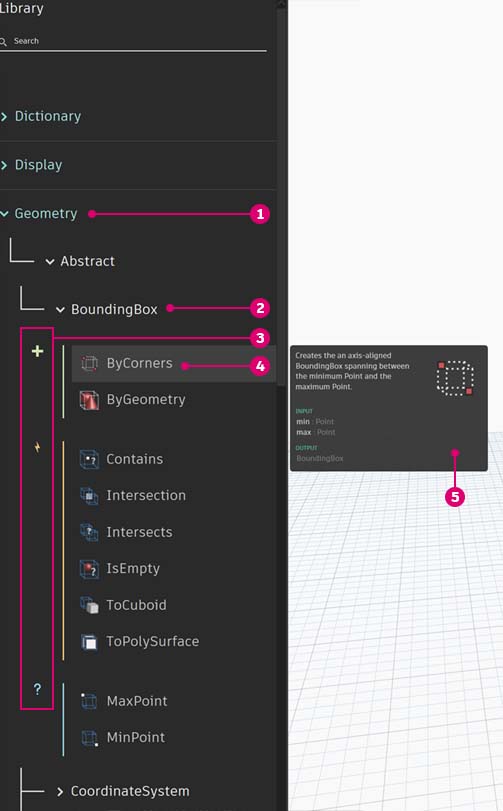 Library
Search
Dictionary
Display
Geometry
1
Abstract
BoundingBox
2
3
ByCorners
4
ByGeometry
Creates the an axis-aligned
BoundingBox spanning between
the minimum Point and the
maximum Point.
INPUT
min : Point
max : Point
OUTPUT
BoundingBox
5
Contains
Intersection
Intersects
IsEmpty
ToCuboid
ToPolySurface
?
MaxPoint
MinPoint
CoordinateSystem